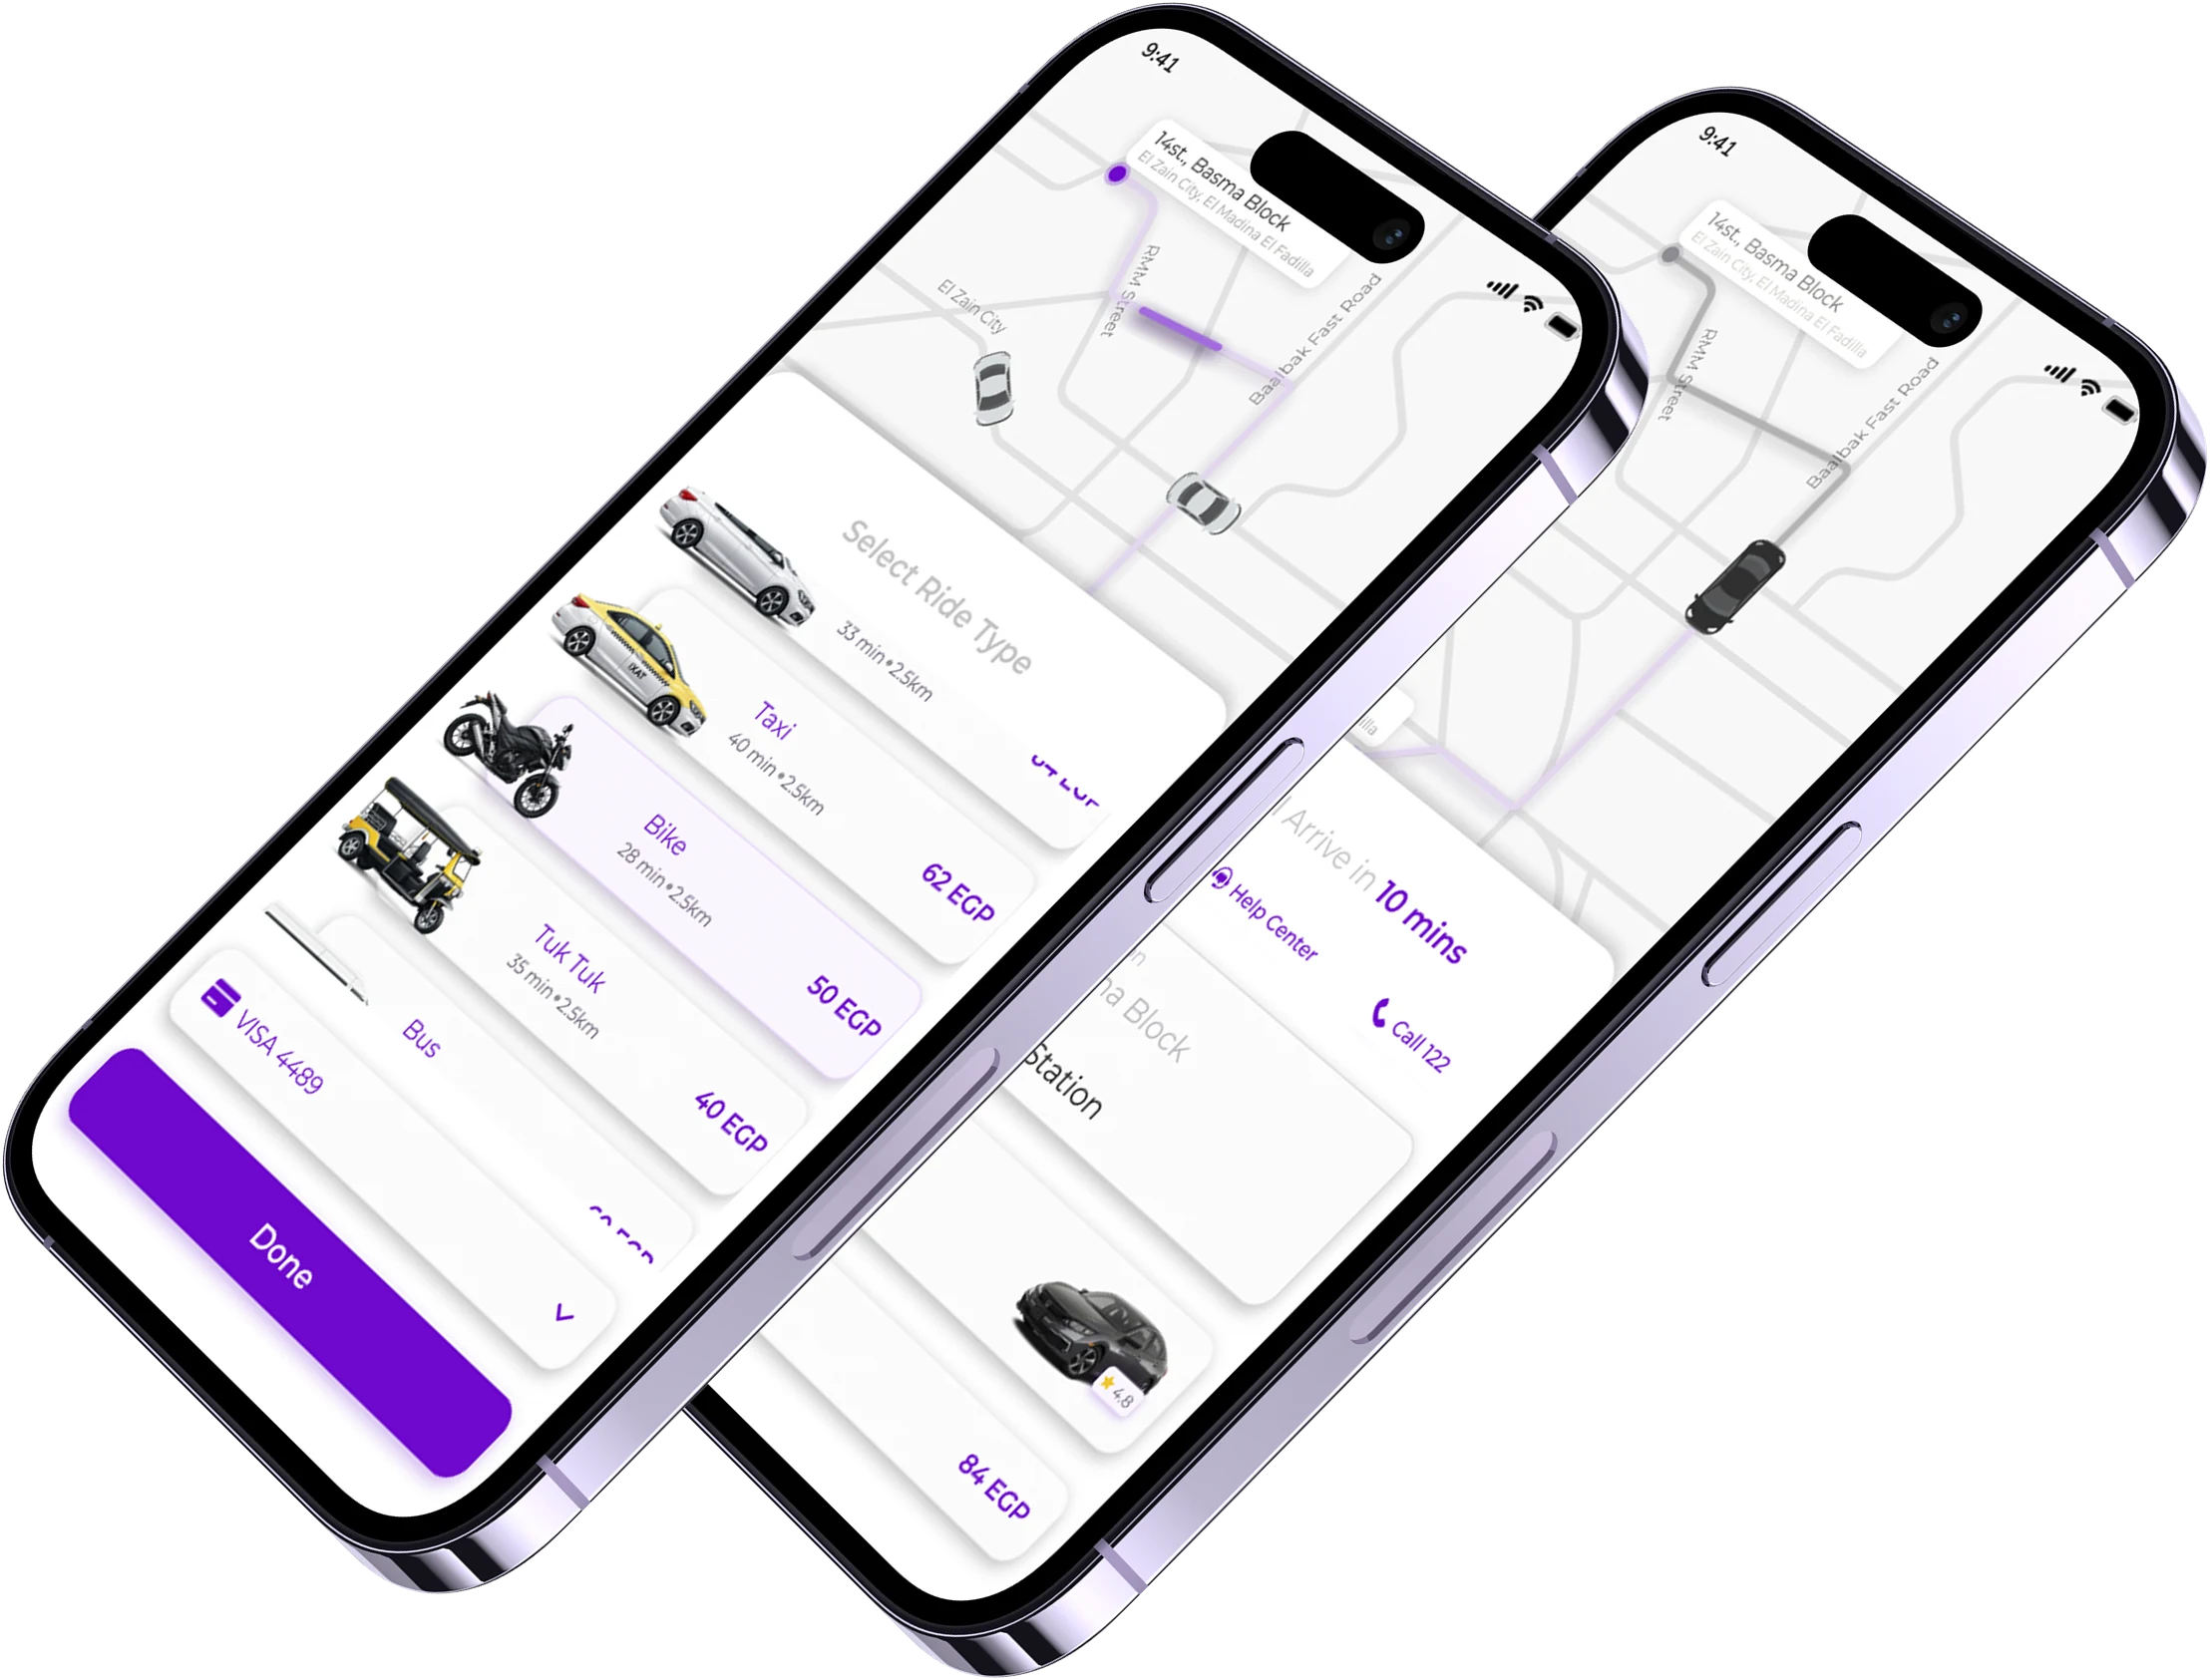 9:41
14st., Basma Block
El Zain City, El Madina El Fadilla
RMM Street
El Zain City
Baalbak Fast Road
Select Ride Type
33 min•2.5km
Taxi
40 min•2.5km
62 EGP
TAXI
Bike
28 min•2.5km
50 EGP
Tuk Tuk
35 min•2.5km
40 EGP
Bus
VISA 4489
Done
9:41
14st., Basma Block
El Zain City, El Madina El Fadilla
RMM Street
Baalbak Fast Road
Arrive in 10 mins
Help Center
Call 122
Block
Station
4.8
84 EGP